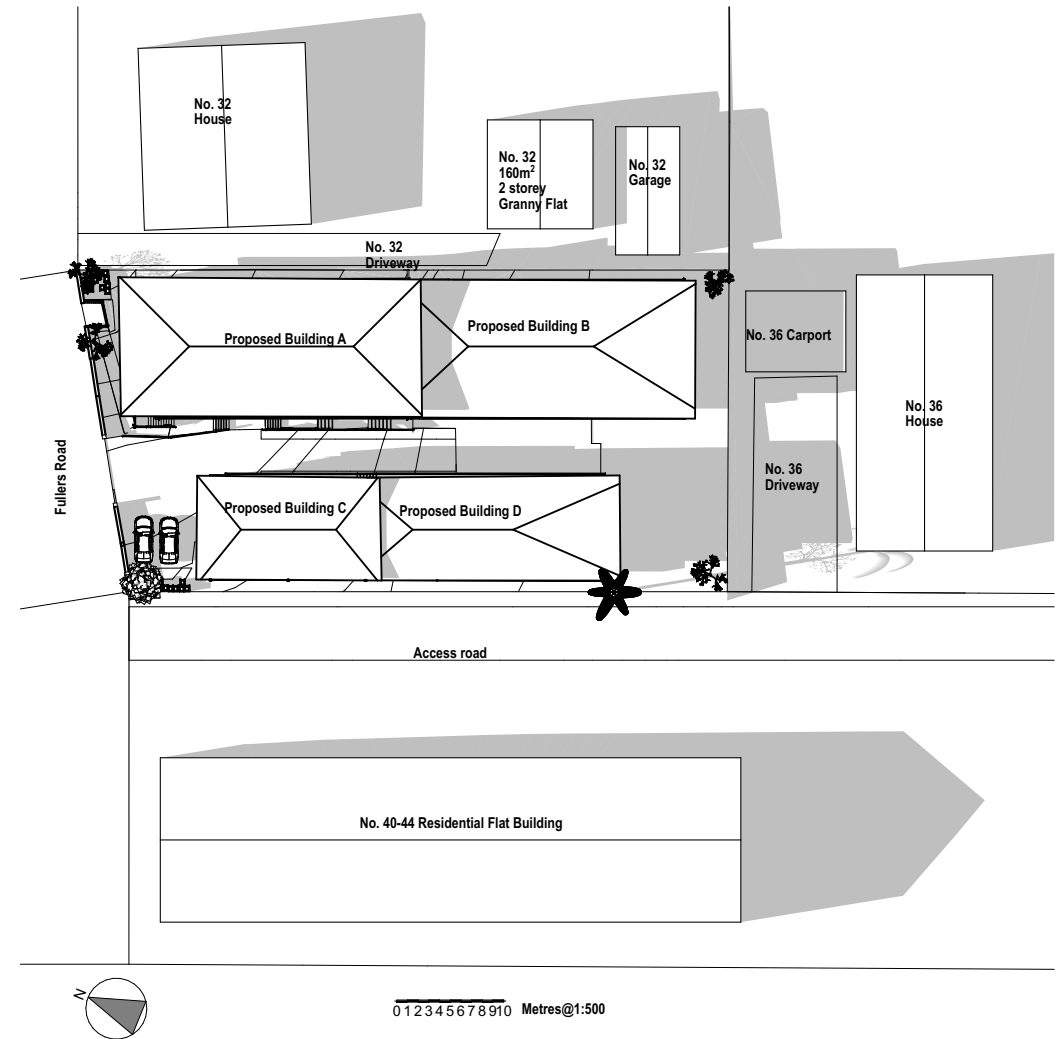 No. 32
House
No. 32
160m²
2 storey
Granny Flat
No. 32
Garage
No. 32
Driveway
Proposed Building A
Proposed Building B
No. 36 Carport
No. 36
House
Fullers Road
No. 36
Driveway
Proposed Building C
Proposed Building D
Access road
No. 40-44 Residential Flat Building
N
0 1 2 3 4 5 6 7 8 9 10 Metres@1:500